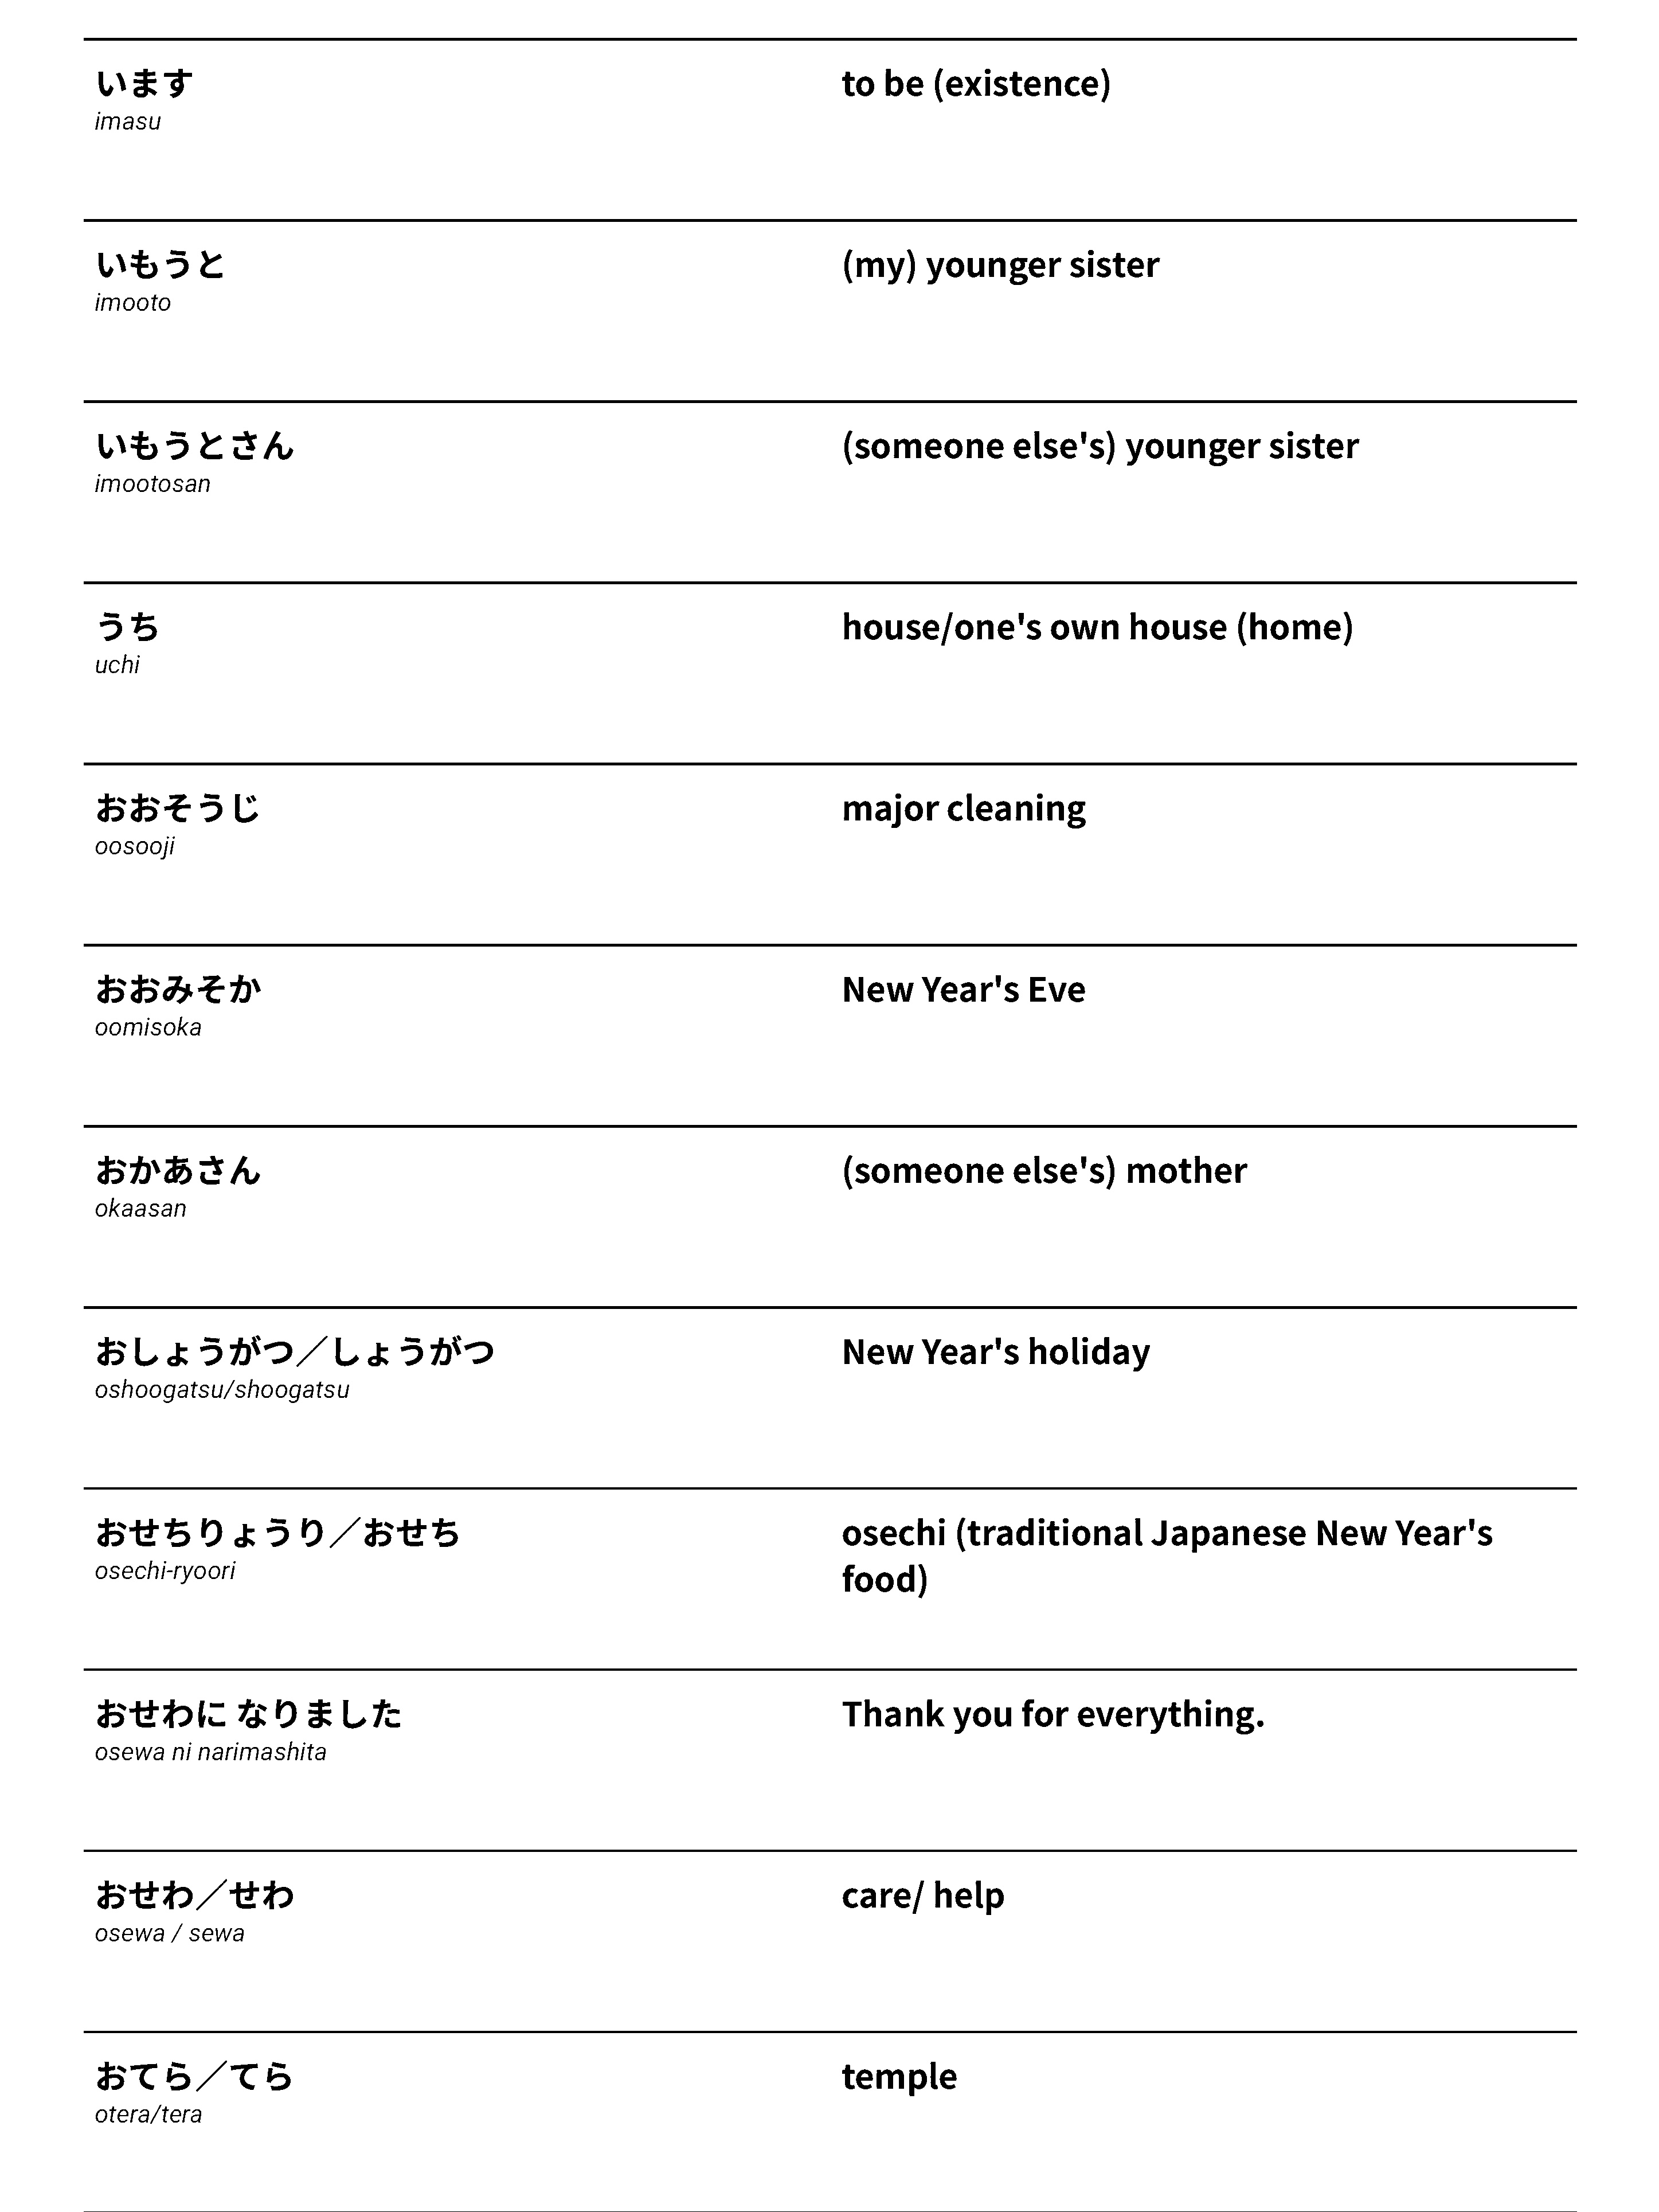 います
imasu
to be (existence)
いもうと
imooto
(my) younger sister
いもうとさん
imootosan
(someone else's) younger sister
うち
uchi
house/one's own house (home)
おおそうじ
oosooji
major cleaning
おおみそか
oomisoka
New Year's Eve
おかあさん
okaasan
(someone else's) mother
おしょうがつ／しょうがつ
oshoogatsu/shoogatsu
New Year's holiday
おせちりょうり／おせち
osechi-ryoori
osechi (traditional Japanese New Year's
food)
おせわに なりました
osewa ni narimashita
Thank you for everything.
おせわ／せわ
osewa / sewa
care/ help
おてら／てら
otera/tera
temple